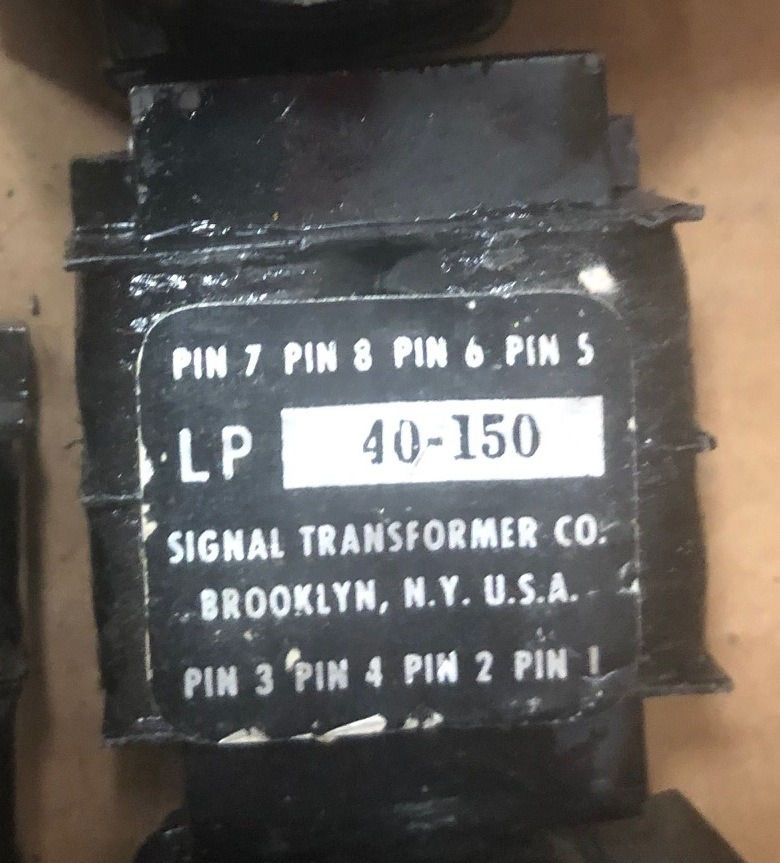 PIN 7 PIN 8 PIN 6 PIN 5
LP 40-150
SIGNAL TRANSFORMER CO.
BROOKLYN, N.Y. U.S.A.
PIN 3 PIN 4 PIN 2 PIN 1